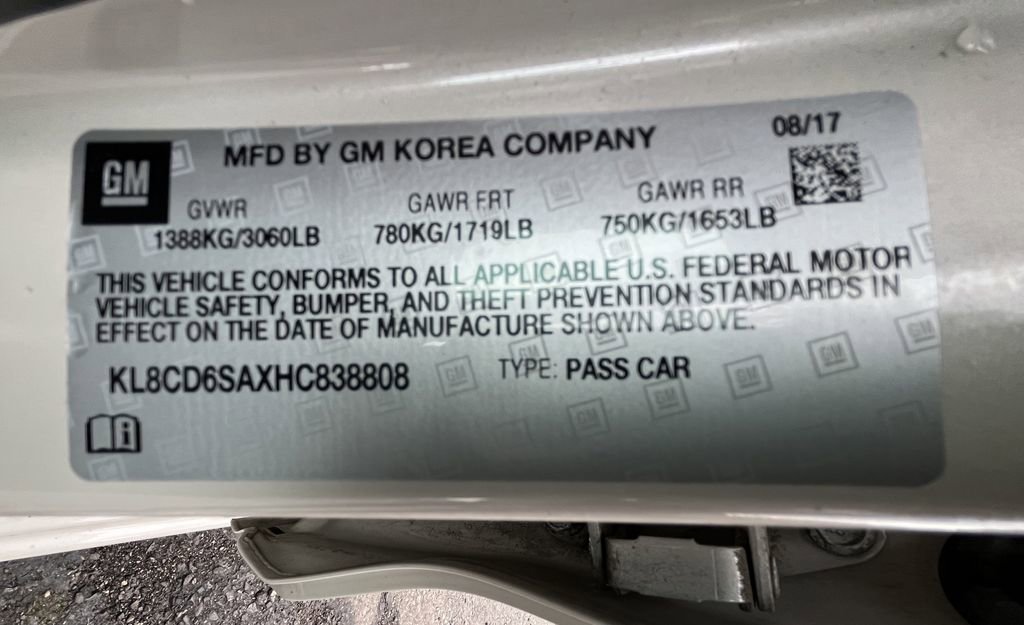 GM
MFD BY GM KOREA COMPANY
08/17
GVWR
GAWR FRT
GAWR RR
1388KG/3060LB
780KG/1719LB
750KG/1653LB
THIS VEHICLE CONFORMS TO ALL APPLICABLE U.S. FEDERAL MOTOR
VEHICLE SAFETY, BUMPER, AND THEFT PREVENTION STANDARDS IN
EFFECT ON THE DATE OF MANUFACTURE SHOWN ABOVE.
KL8CD6SAXHC838808
TYPE: PASS CAR